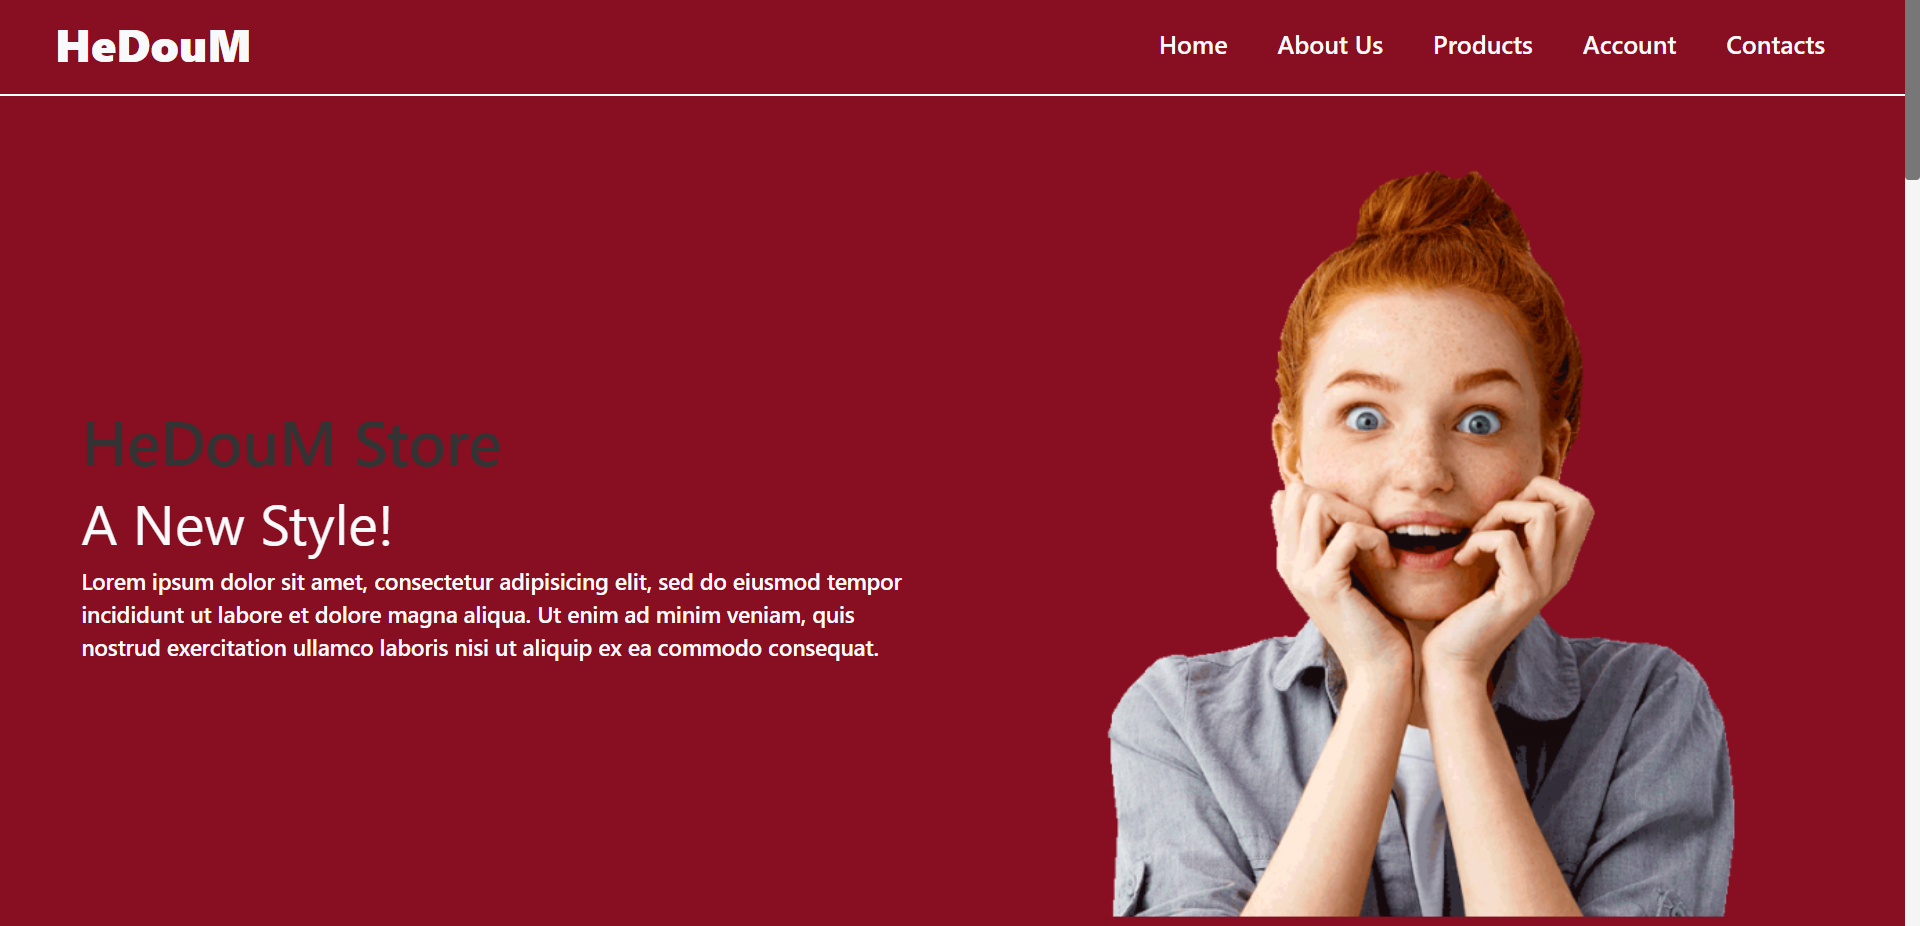 HeDouM
Home About Us Products Account Contacts
HeDouM Store
A New Style!
Lorem ipsum dolor sit amet, consectetur adipisicing elit, sed do eiusmod tempor
incididunt ut labore et dolore magna aliqua. Ut enim ad minim veniam, quis
nostrud exercitation ullamco laboris nisi ut aliquip ex ea commodo consequat.